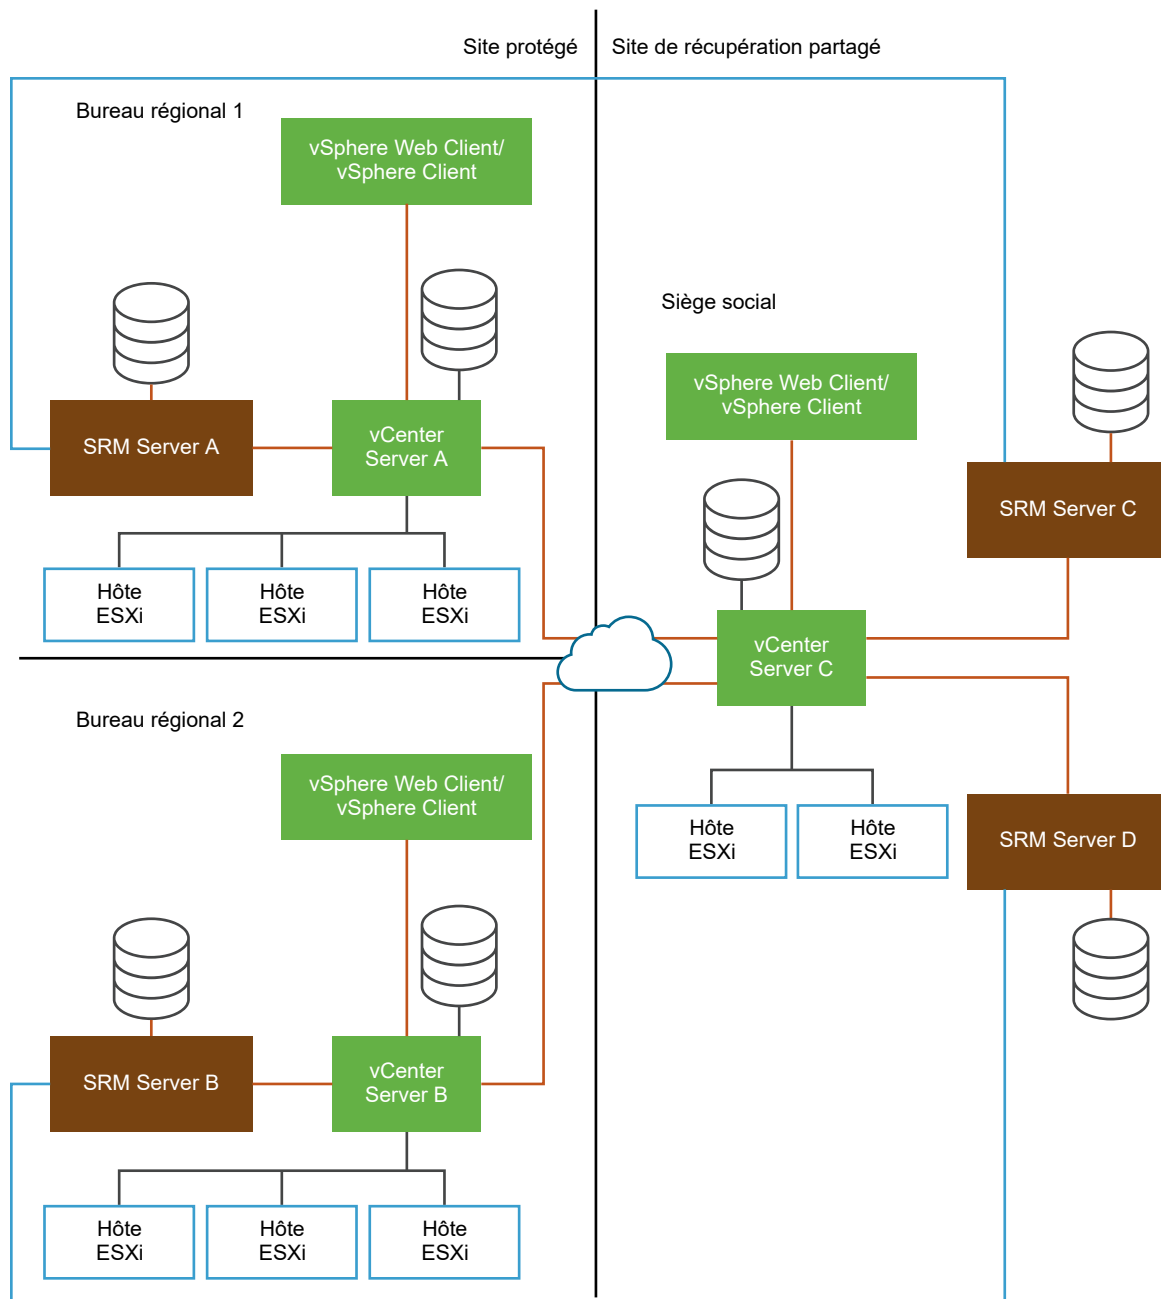 Site protégé
Site de récupération partagé
Bureau régional 1
vSphere Web Client/
vSphere Client
SRM Server A
vCenter
Server A
Hôte
ESXi
Hôte
ESXi
Hôte
ESXi
Siège social
vSphere Web Client/
vSphere Client
SRM Server C
vCenter
Server C
Hôte
ESXi
Hôte
ESXi
SRM Server D
Bureau régional 2
vSphere Web Client/
vSphere Client
SRM Server B
vCenter
Server B
Hôte
ESXi
Hôte
ESXi
Hôte
ESXi